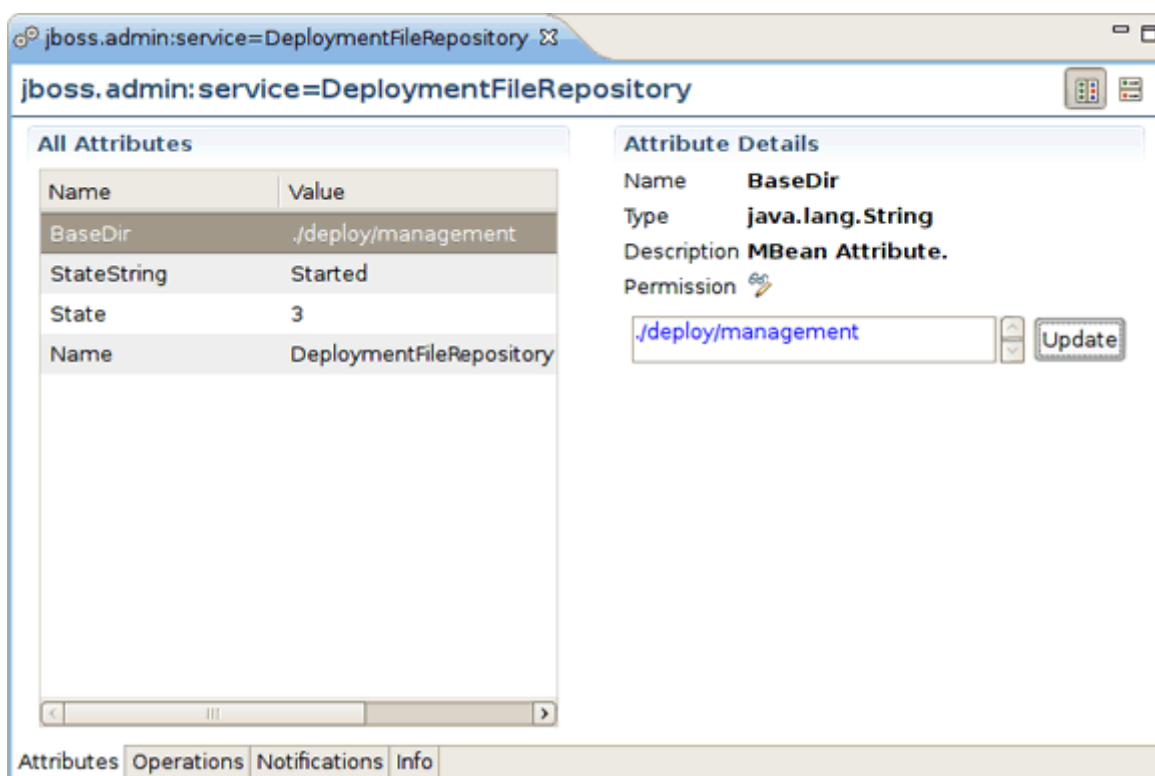 jboss.admin:service=DeploymentFileRepository
jboss.admin:service=DeploymentFileRepository
All Attributes
Name Value
BaseDir ./deploy/management
StateString Started
State 3
Name DeploymentFileRepository
Attribute Details
Name BaseDir
Type java.lang.String
Description MBean Attribute.
Permission
./deploy/management Update
Attributes Operations Notifications Info